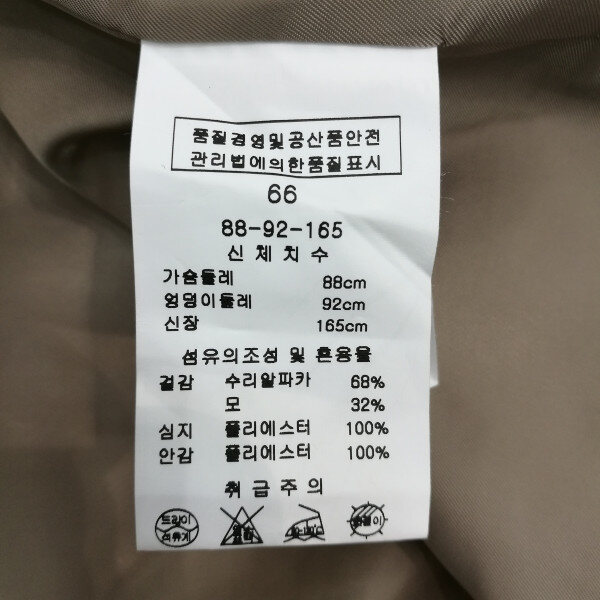 품질경영및공산품안전
관리법에의한품질표시
66
88-92-165
신체치수
가슴둘레 88cm
엉덩이둘레 92cm
신장 165cm
섬유의조성 및 혼용율
겉감 수리알파카 68%
모 32%
심지 폴리에스터 100%
안감 폴리에스터 100%
취급주의
드라이
석유계